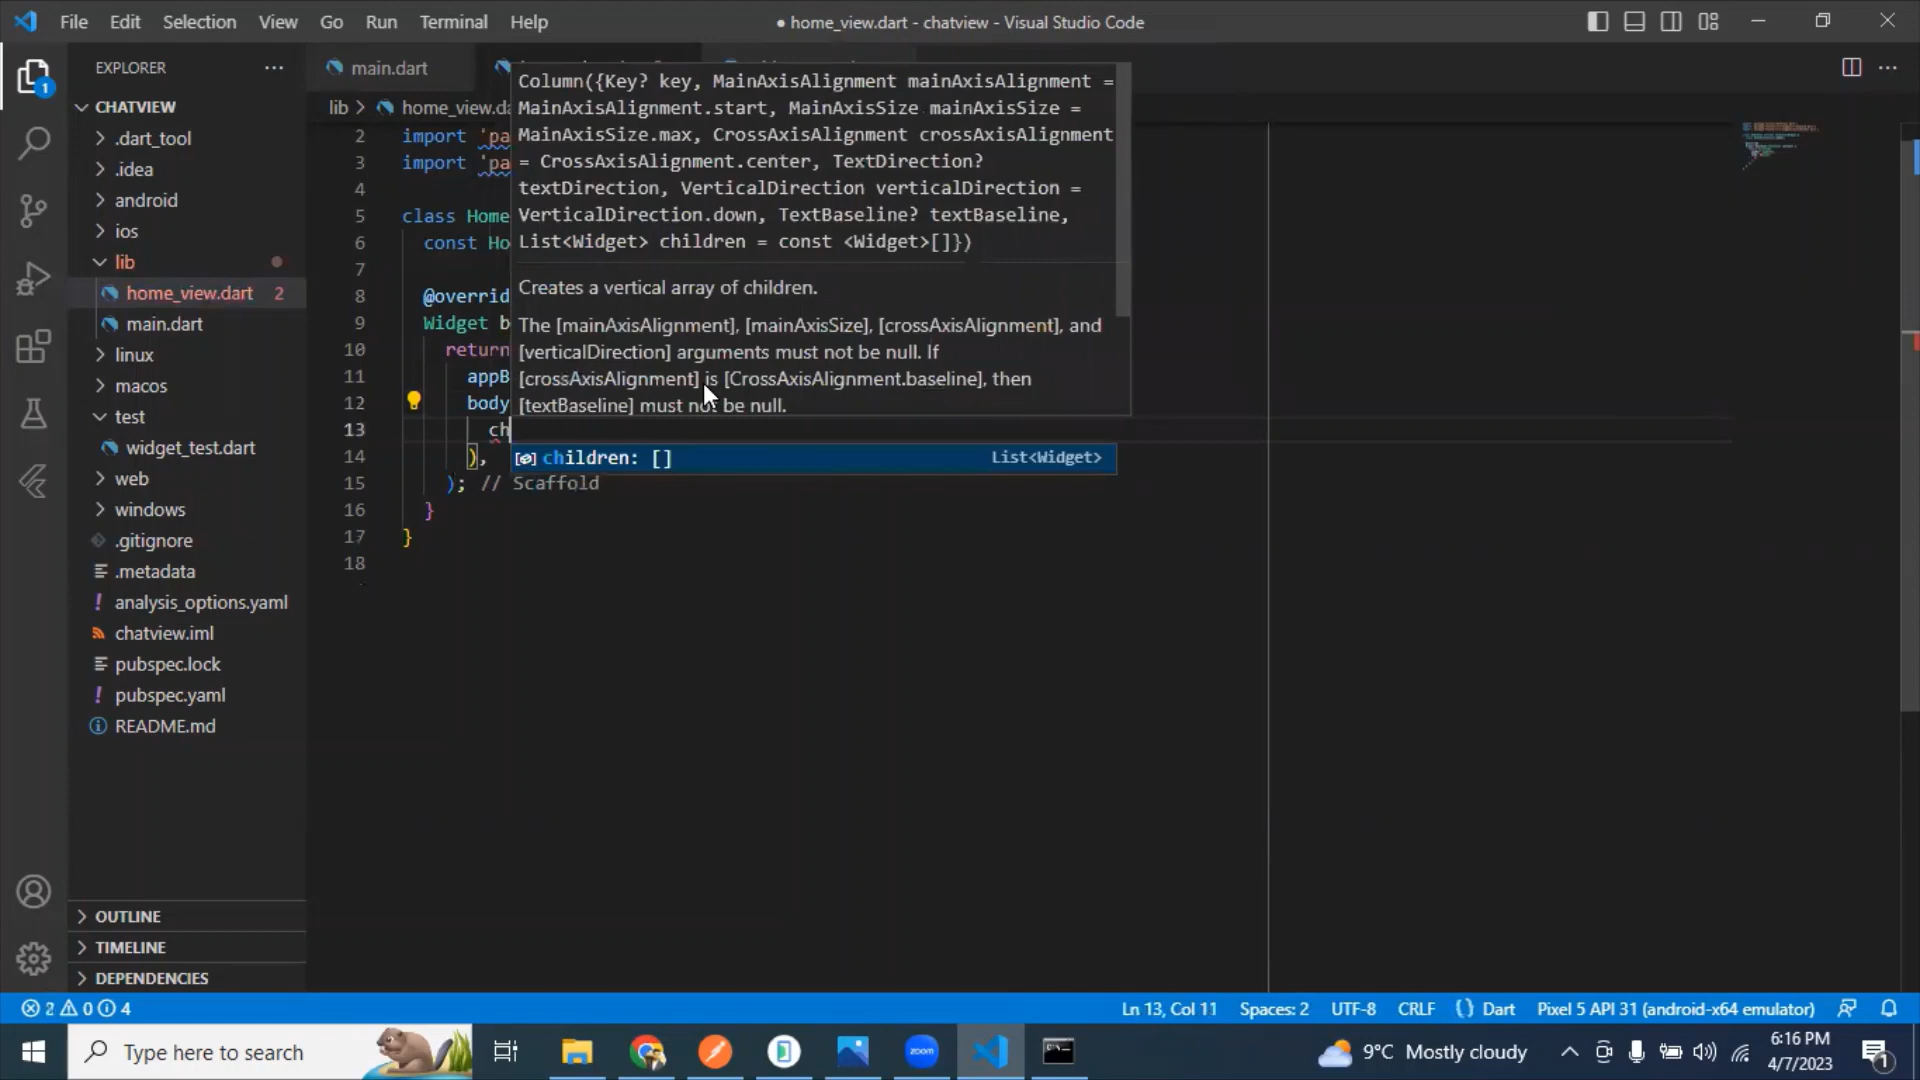 File Edit Selection View Go Run Terminal Help
● home_view.dart - chatview - Visual Studio Code
EXPLORER
CHATVIEW
.dart_tool
.idea
android
ios
lib
home_view.dart 2
main.dart
linux
macos
test
widget_test.dart
web
windows
.gitignore
.metadata
analysis_options.yaml
chatview.iml
pubspec.lock
pubspec.yaml
README.md
OUTLINE
TIMELINE
DEPENDENCIES
1
main.dart
lib > home_view.da
2 import 'pa
3 import 'pa
4
5 class Home
6 const Ho
7
8 @overrid
9 Widget b
10 return
11 appB
12 body
13 ch
14 ),
15 ); // Scaffold
16 }
17 }
18
Column({Key? key, MainAxisAlignment mainAxisAlignment =
MainAxisAlignment.start, MainAxisSize mainAxisSize =
MainAxisSize.max, CrossAxisAlignment crossAxisAlignment
= CrossAxisAlignment.center, TextDirection?
textDirection, VerticalDirection verticalDirection =
VerticalDirection.down, TextBaseline? textBaseline,
List<Widget> children = const <Widget>[]})
Creates a vertical array of children.
The [mainAxisAlignment], [mainAxisSize], [crossAxisAlignment], and
[verticalDirection] arguments must not be null. If
[crossAxisAlignment] is [CrossAxisAlignment.baseline], then
[textBaseline] must not be null.
children: [] List<Widget>
2 0 4
Ln 13, Col 11 Spaces: 2 UTF-8 CRLF {} Dart Pixel 5 API 31 (android-x64 emulator)
Type here to search
zoom
9°C Mostly cloudy
6:16 PM
4/7/2023
1